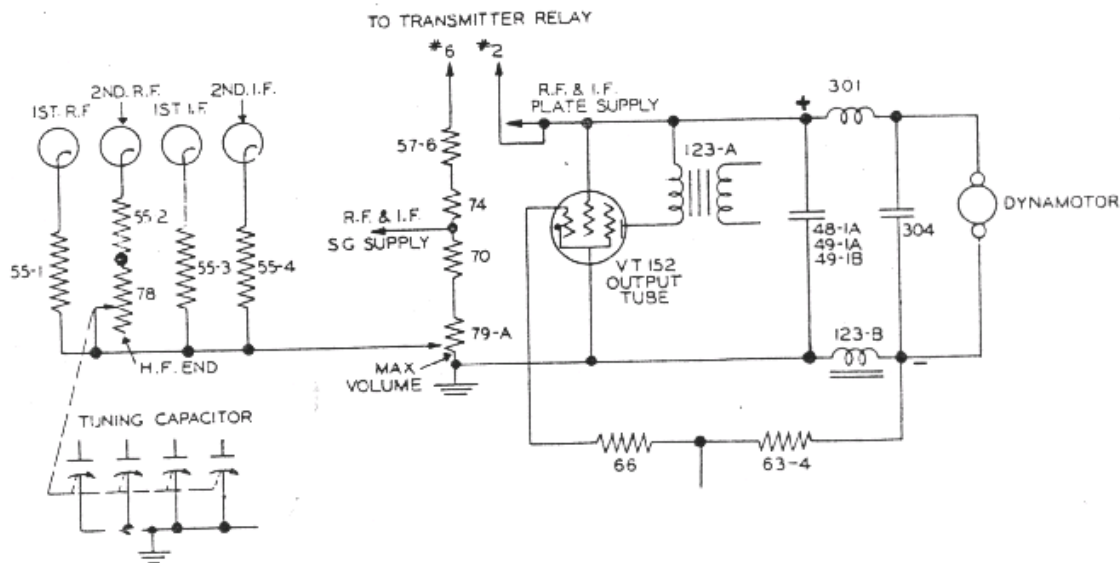 TO TRANSMITTER RELAY
#6 #2
1ST. R.F.
2ND. R.F.
1ST I.F.
2ND. I.F.
R.F. & I.F.
PLATE SUPPLY
+
301
57-6
123-A
74
55-2
R.F. & I.F.
SG SUPPLY
DYNAMOTOR
55-1
55-3
55-4
78
70
VT 152
OUTPUT
TUBE
48-1A
49-1A
49-1B
304
79-A
123-B
H.F. END
MAX
VOLUME
-
TUNING CAPACITOR
66
63-4